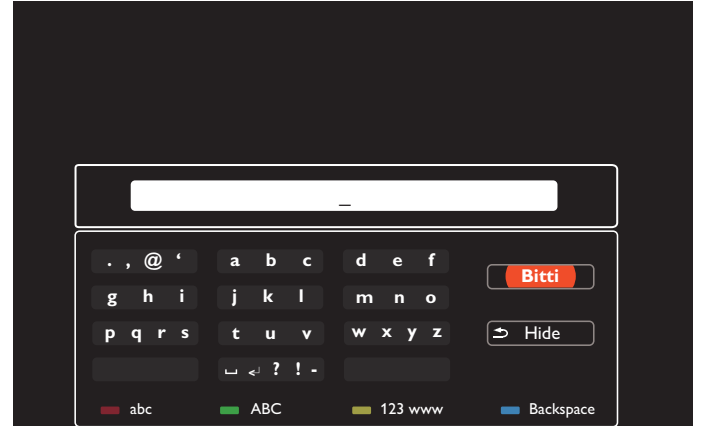 _
. , @ ‘ a b c d e f
Bitti
g h i j k l m n o
p q r s t u v w x y z
Hide
␣ ↲ ? ! -
abc ABC 123 www Backspace